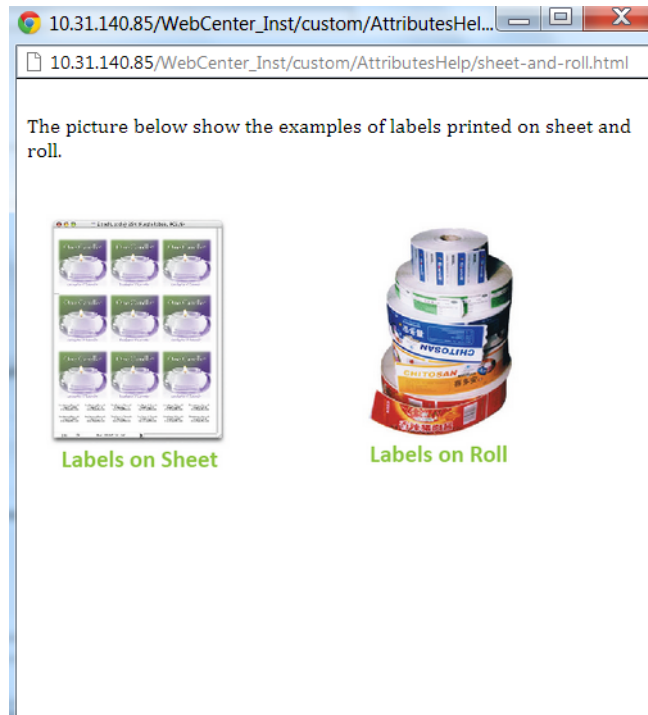 10.31.140.85/WebCenter_Inst/custom/AttributesHel...
10.31.140.85/WebCenter_Inst/custom/AttributesHelp/sheet-and-roll.html
The picture below show the examples of labels printed on sheet and
roll.
CHITOSAN
CHITOSAN
Labels on Sheet
Labels on Roll